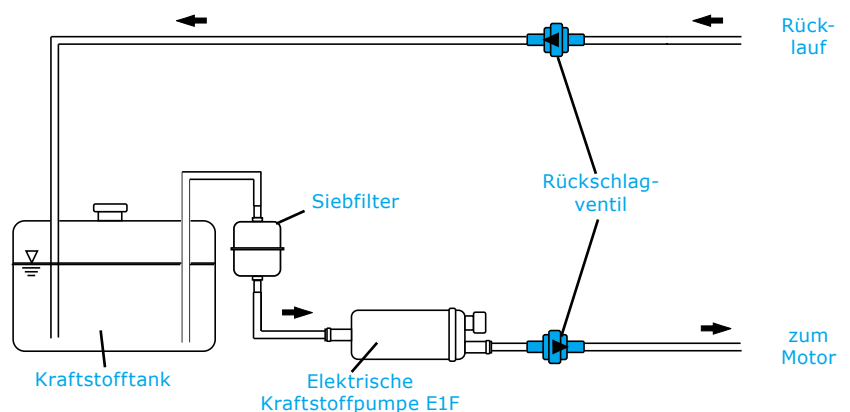 Rück-
lauf
Rückschlag-
ventil
Siebfilter
zum
Motor
Kraftstofftank
Elektrische
Kraftstoffpumpe E1F